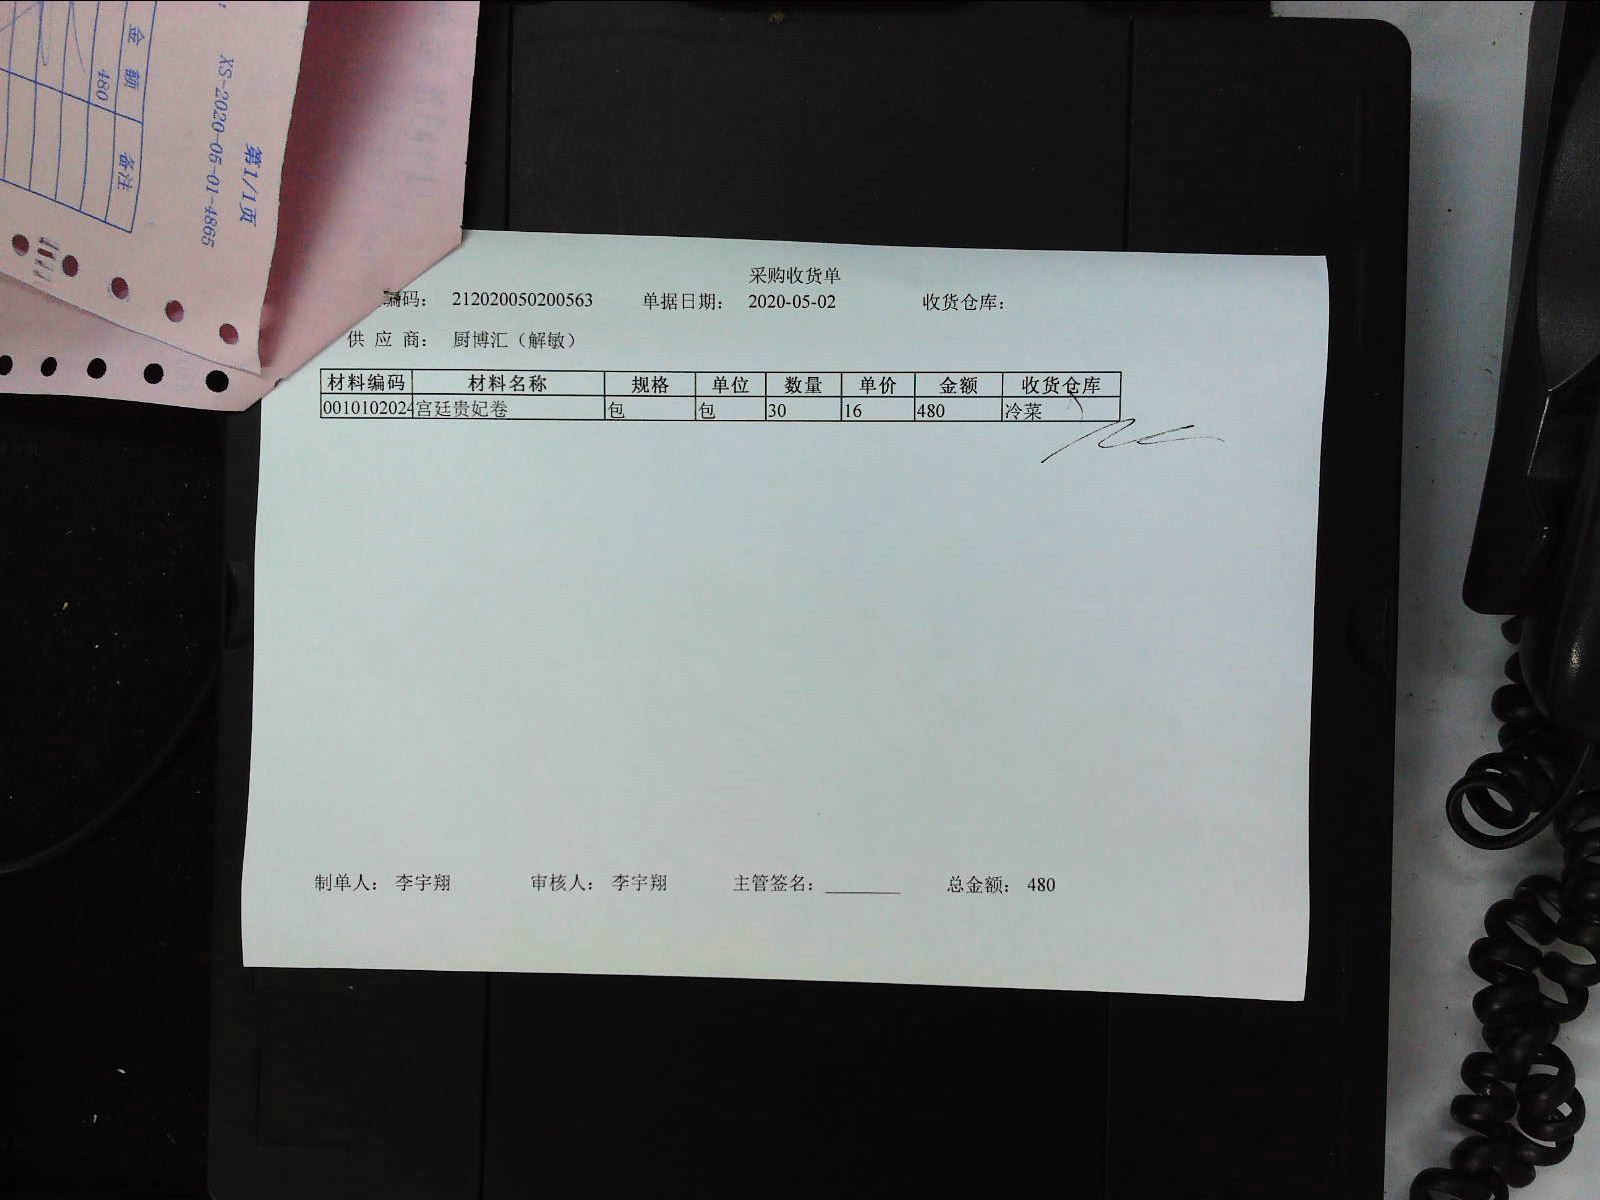 金额 备注
480
XS-2020-05-01-4865
第1/1页
采购收货单
编码： 212020050200563 单据日期： 2020-05-02 收货仓库：
供 应 商： 厨博汇（解敏）
材料编码 材料名称 规格 单位 数量 单价 金额 收货仓库
0010102024 宫廷贵妃卷 包 包 30 16 480 冷菜
制单人： 李宇翔 审核人： 李宇翔 主管签名： 总金额： 480